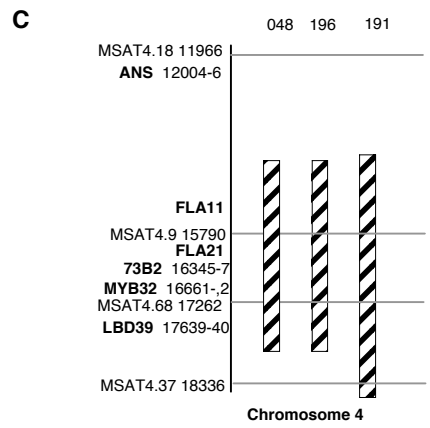 C
048 196 191
MSAT4.18 11966
ANS 12004-6
FLA11
MSAT4.9 15790
FLA21
73B2 16345-7
MYB32 16661-,2
MSAT4.68 17262
LBD39 17639-40
MSAT4.37 18336
Chromosome 4